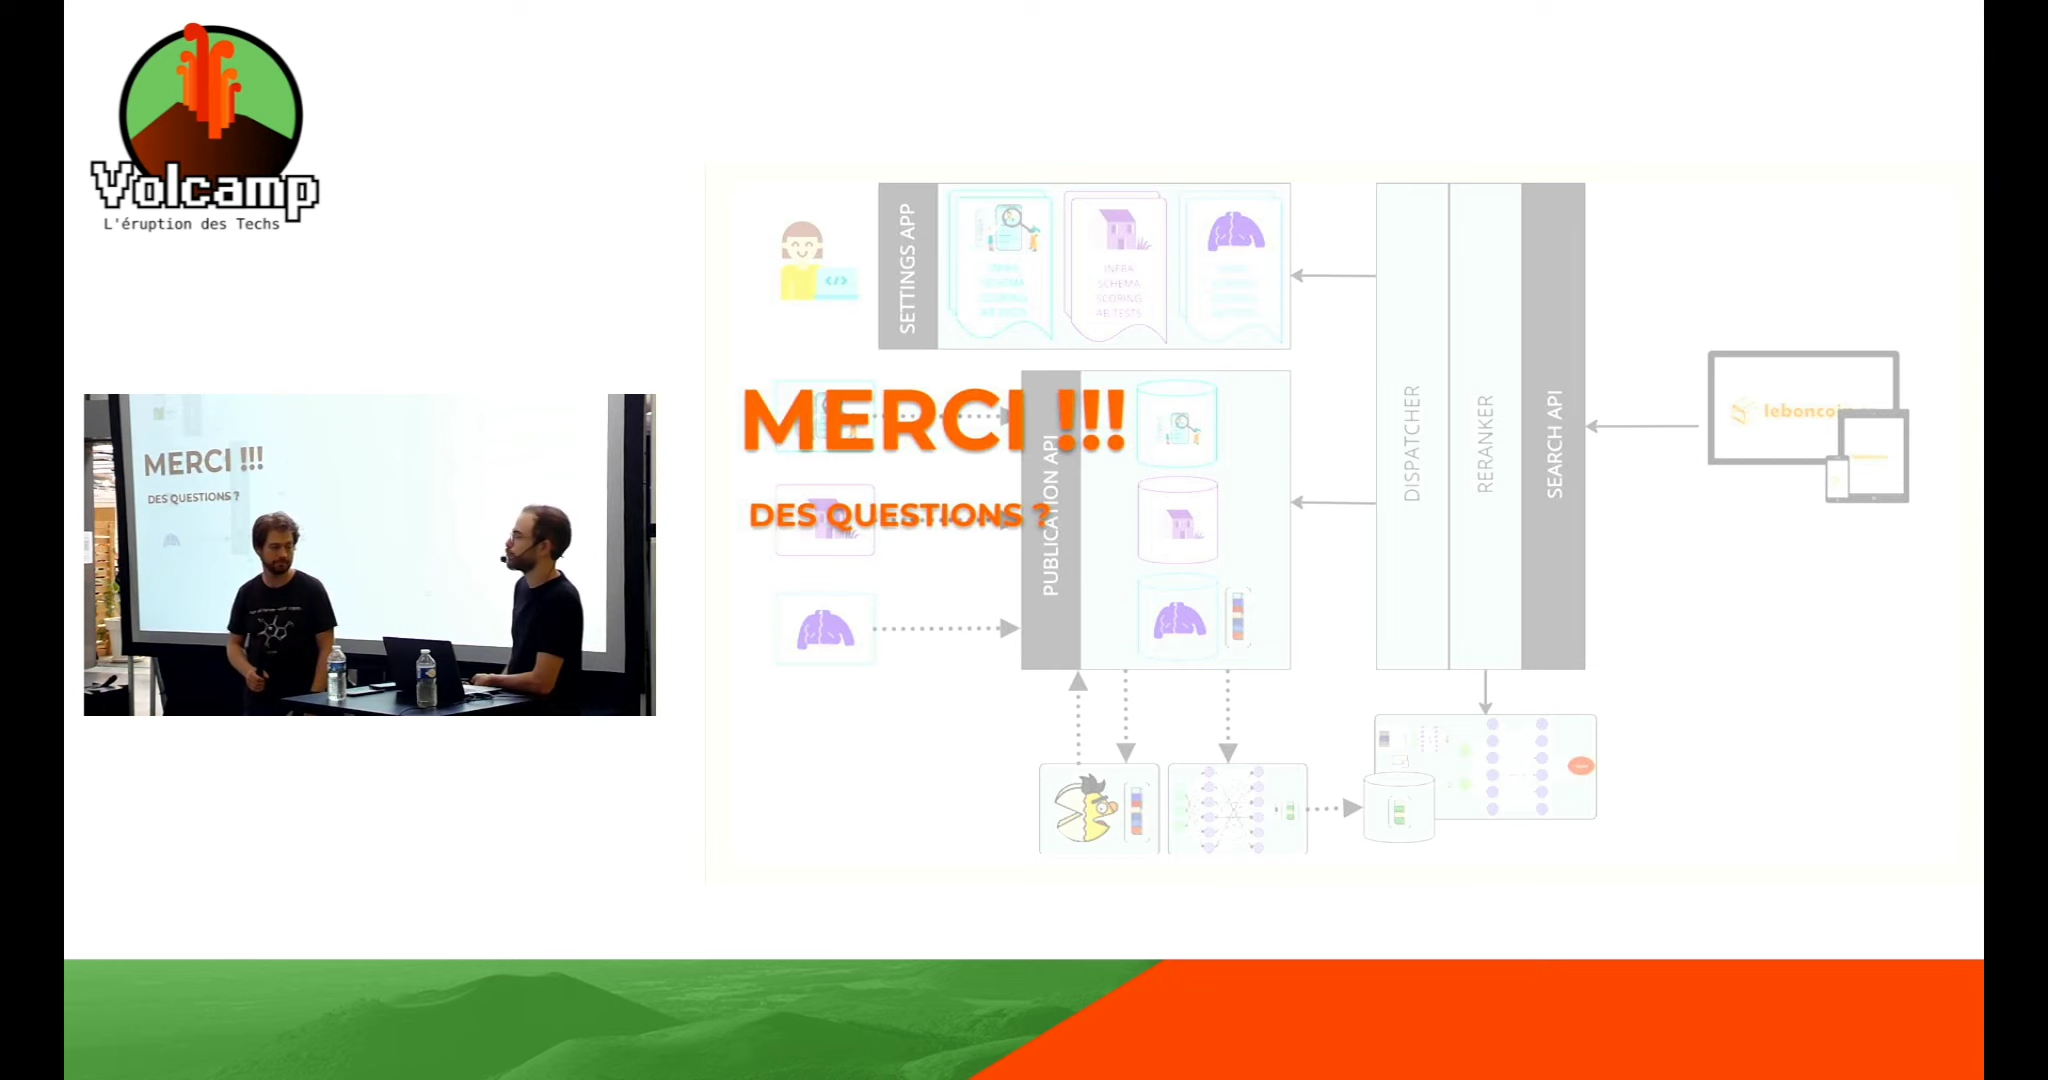 Volcamp
L'éruption des Techs
SETTINGS APP
</>
INFRA
SCHEMA
SCORING
AB TESTS
MERCI !!!
DES QUESTIONS ?
PUBLICATION API
DISPATCHER
RERANKER
SEARCH API
leboncoin
MERCI !!!
DES QUESTIONS ?